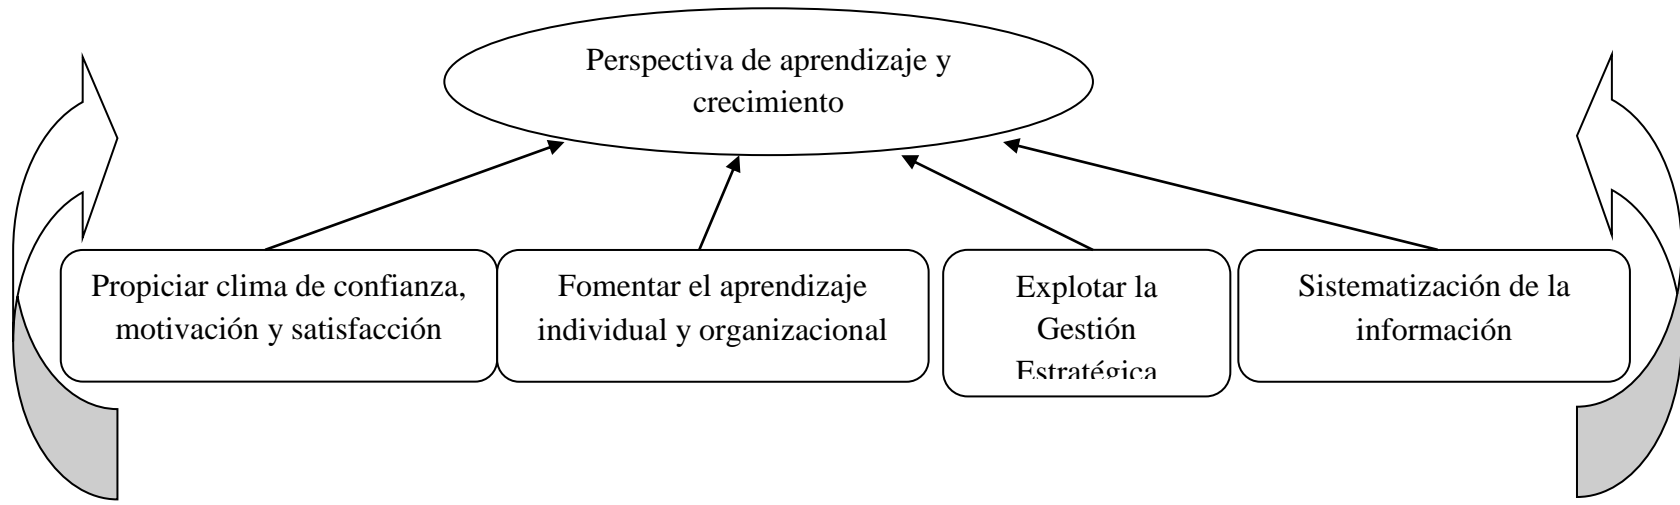 Perspectiva de aprendizaje y
crecimiento
Propiciar clima de confianza,
motivación y satisfacción
Fomentar el aprendizaje
individual y organizacional
Explotar la
Gestión
Estratégica
Sistematización de la
información